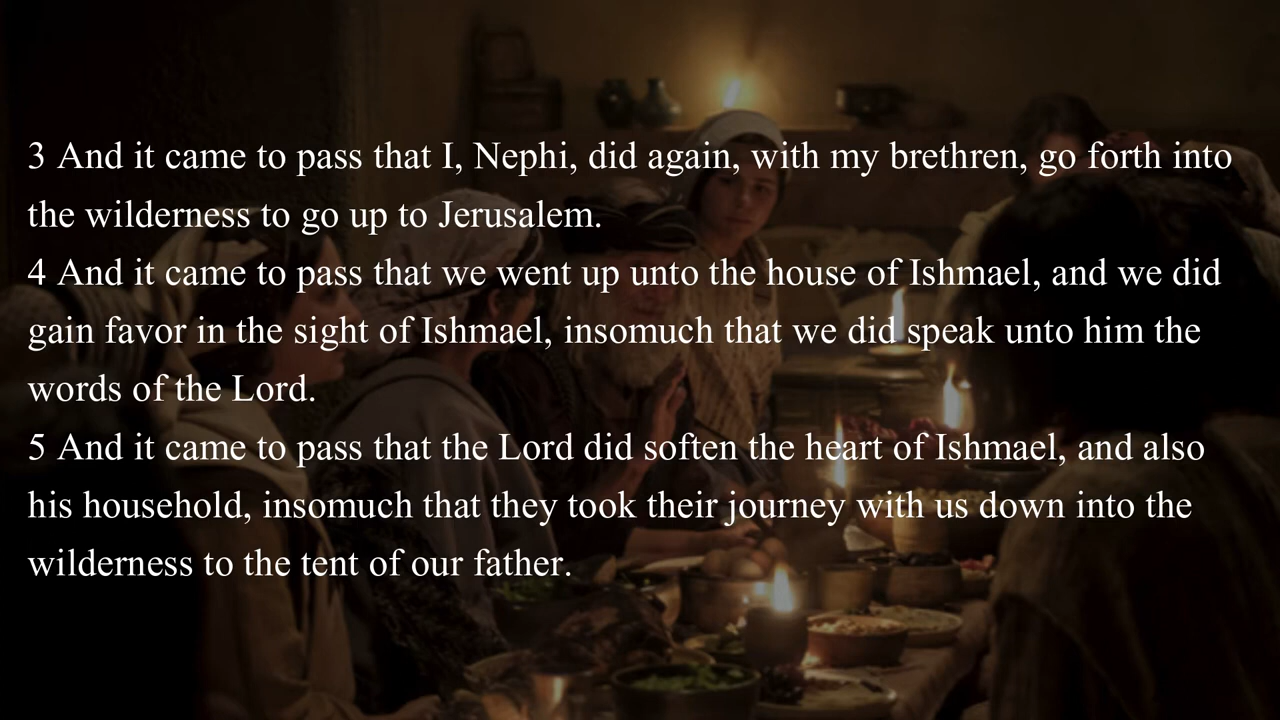 3 And it came to pass that I, Nephi, did again, with my brethren, go forth into
the wilderness to go up to Jerusalem.
4 And it came to pass that we went up unto the house of Ishmael, and we did
gain favor in the sight of Ishmael, insomuch that we did speak unto him the
words of the Lord.
5 And it came to pass that the Lord did soften the heart of Ishmael, and also
his household, insomuch that they took their journey with us down into the
wilderness to the tent of our father.